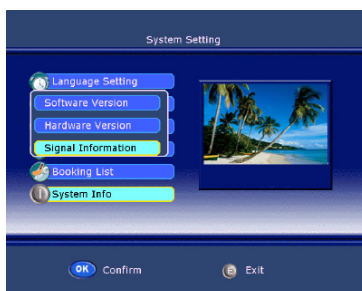 System Setting
Language Setting
Software Version
Hardware Version
Signal Information
Booking List
System Info
OK Confirm
E Exit